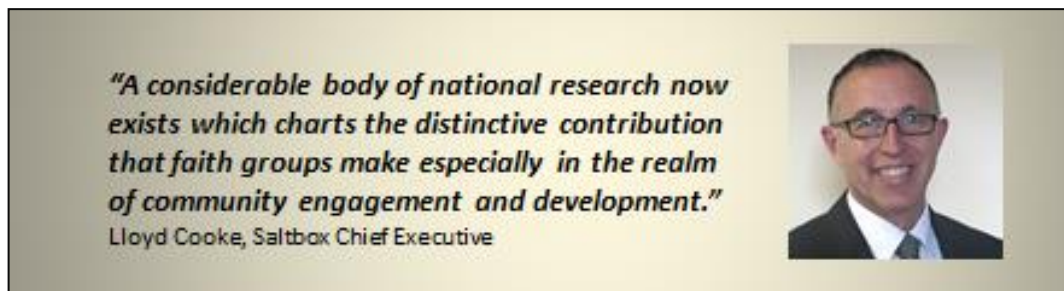 “A considerable body of national research now
exists which charts the distinctive contribution
that faith groups make especially in the realm
of community engagement and development.”
Lloyd Cooke, Saltbox Chief Executive